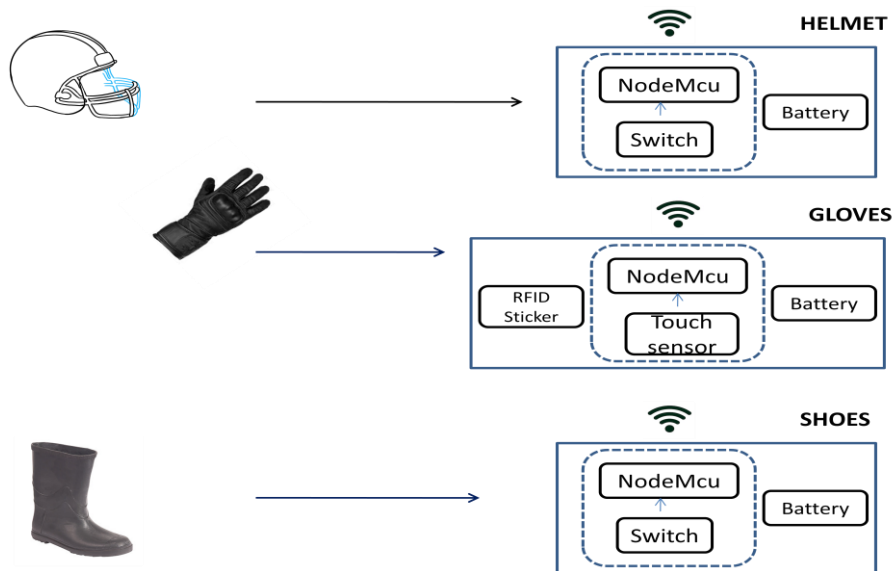 HELMET
NodeMcu
Battery
Switch
GLOVES
NodeMcu
RFID
Sticker
Battery
Touch
sensor
SHOES
NodeMcu
Battery
Switch